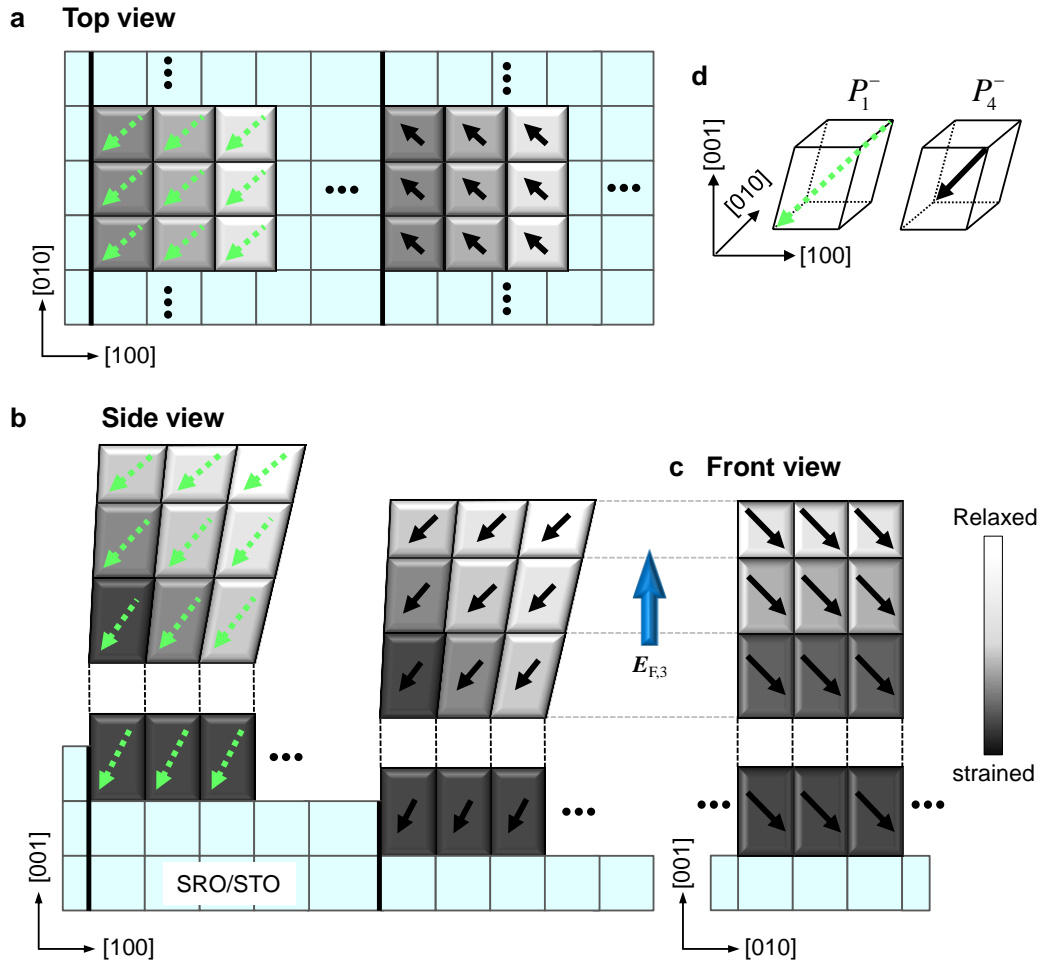 a Top view
d
P₁⁻ P₄⁻
[001]
[010]
[100]
[010]
[100]
b Side view
c Front view
Relaxed
E_F,3
strained
SRO/STO
[001]
[100]
[001]
[010]